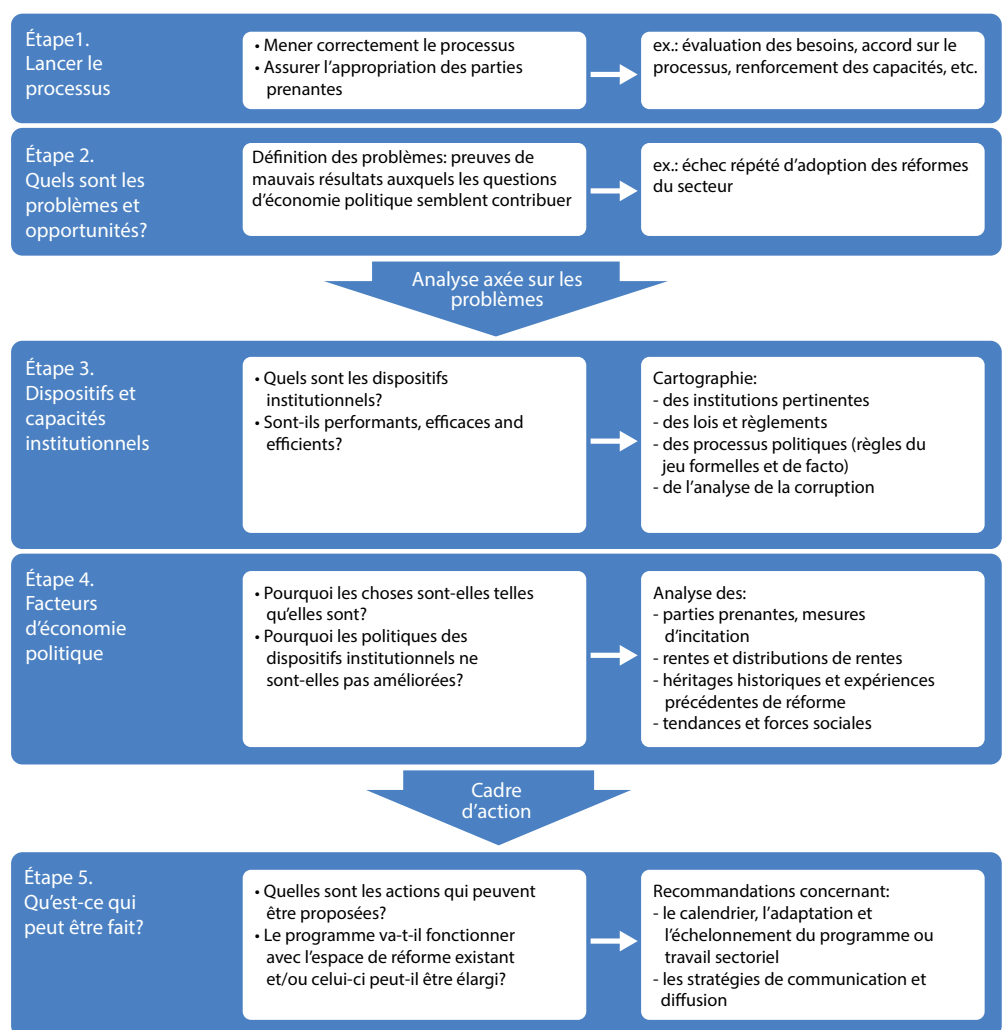 Étape1.
Lancer le
processus
• Mener correctement le processus
• Assurer l'appropriation des parties
prenantes
ex.: évaluation des besoins, accord sur le
processus, renforcement des capacités, etc.
Étape 2.
Quels sont les
problèmes et
opportunités?
Définition des problèmes: preuves de
mauvais résultats auxquels les questions
d'économie politique semblent contribuer
ex.: échec répété d'adoption des réformes
du secteur
Analyse axée sur les
problèmes
Étape 3.
Dispositifs et
capacités
institutionnels
• Quels sont les dispositifs
institutionnels?
• Sont-ils performants, efficaces and
efficients?
Cartographie:
- des institutions pertinentes
- des lois et règlements
- des processus politiques (règles du
jeu formelles et de facto)
- de l'analyse de la corruption
Étape 4.
Facteurs
d'économie
politique
• Pourquoi les choses sont-elles telles
qu'elles sont?
• Pourquoi les politiques des
dispositifs institutionnels ne
sont-elles pas améliorées?
Analyse des:
- parties prenantes, mesures
d'incitation
- rentes et distributions de rentes
- héritages historiques et expériences
précédentes de réforme
- tendances et forces sociales
Cadre
d'action
Étape 5.
Qu'est-ce qui
peut être fait?
• Quelles sont les actions qui peuvent
être proposées?
• Le programme va-t-il fonctionner
avec l'espace de réforme existant
et/ou celui-ci peut-il être élargi?
Recommandations concernant:
- le calendrier, l'adaptation et
l'échelonnement du programme ou
travail sectoriel
- les stratégies de communication et
diffusion